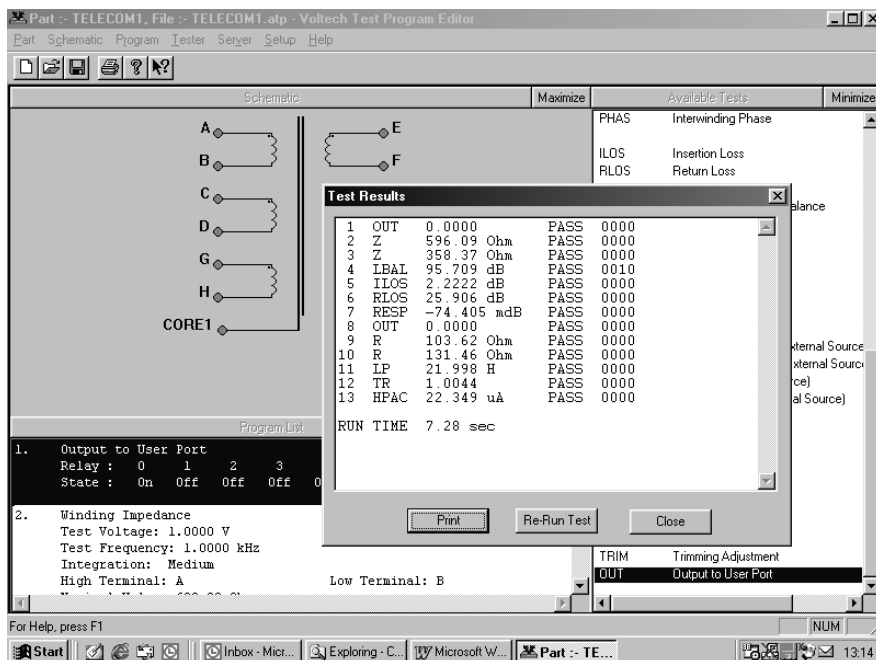 Part :- TELECOM1, File :- TELECOM1.atp - Voltech Test Program Editor
Part Schematic Program Tester Server Setup Help
Schematic Maximize Available Tests Minimize
A
B
C
D
G
H
CORE1
E
F
PHAS Interwinding Phase
ILOS Insertion Loss
RLOS Return Loss
alance
xternal Source
xternal Sourc
rce)
al Source)
Test Results
1 OUT 0.0000 PASS 0000
2 Z 596.09 Ohm PASS 0000
3 Z 358.37 Ohm PASS 0000
4 LBAL 95.709 dB PASS 0010
5 ILOS 2.2222 dB PASS 0000
6 RLOS 25.906 dB PASS 0000
7 RESP -74.405 mdB PASS 0000
8 OUT 0.0000 PASS 0000
9 R 103.62 Ohm PASS 0000
10 R 131.46 Ohm PASS 0000
11 LP 21.998 H PASS 0000
12 TR 1.0044 PASS 0000
13 HPAC 22.349 uA PASS 0000
RUN TIME 7.28 sec
Print Re-Run Test Close
Program List
1. Output to User Port
Relay : 0 1 2 3
State : On Off Off Off 0
2. Winding Impedance
Test Voltage: 1.0000 V
Test Frequency: 1.0000 kHz
Integration: Medium
High Terminal: A Low Terminal: B
TRIM Trimming Adjustment
OUT Output to User Port
For Help, press F1 NUM
Start Inbox - Micr... Exploring - C... Microsoft W... Part :- TE... 13:14